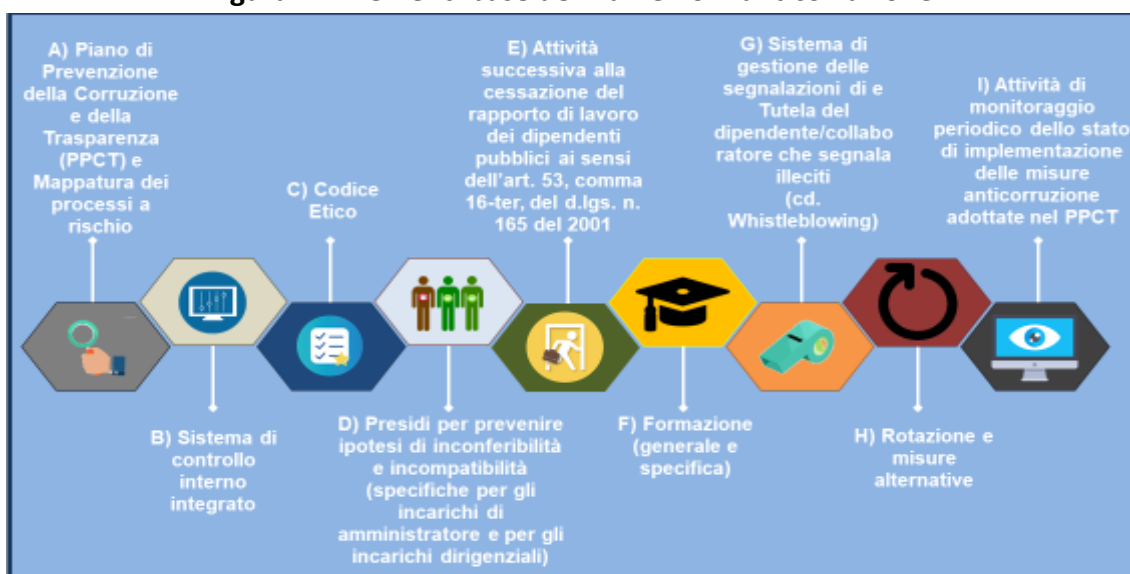 A) Piano di
Prevenzione
della Corruzione
e della
Trasparenza
(PPCT) e
Mappatura dei
processi a
rischio
B) Sistema di
controllo
interno
integrato
C) Codice
Etico
D) Presidi per prevenire
ipotesi di inconferibilità
e incompatibilità
(specifiche per gli
incarichi di
amministratore e per gli
incarichi dirigenziali)
E) Attività
successiva alla
cessazione del
rapporto di lavoro
dei dipendenti
pubblici ai sensi
dell'art. 53, comma
16-ter, del d.lgs. n.
165 del 2001
F) Formazione
(generale e
specifica)
G) Sistema di
gestione delle
segnalazioni di e
Tutela del
dipendente/collabo
ratore che segnala
illeciti
(cd.
Whistleblowing)
H) Rotazione e
misure
alternative
I) Attività di
monitoraggio
periodico dello stato
di implementazione
delle misure
anticorruzione
adottate nel PPCT